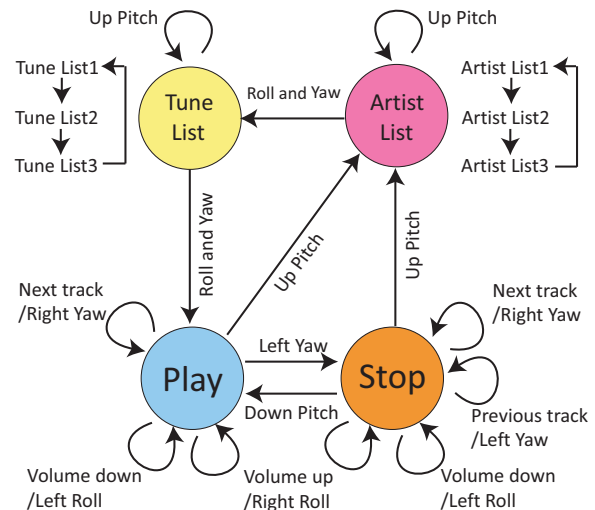 Up Pitch
Up Pitch
Tune List1
Tune List2
Tune List3
Tune
List
Roll and Yaw
Artist
List
Artist List1
Artist List2
Artist List3
Roll and Yaw
Up Pitch
Up Pitch
Next track
/Right Yaw
Next track
/Right Yaw
Play
Left Yaw
Down Pitch
Stop
Previous track
/Left Yaw
Volume down
/Left Roll
Volume up
/Right Roll
Volume down
/Left Roll